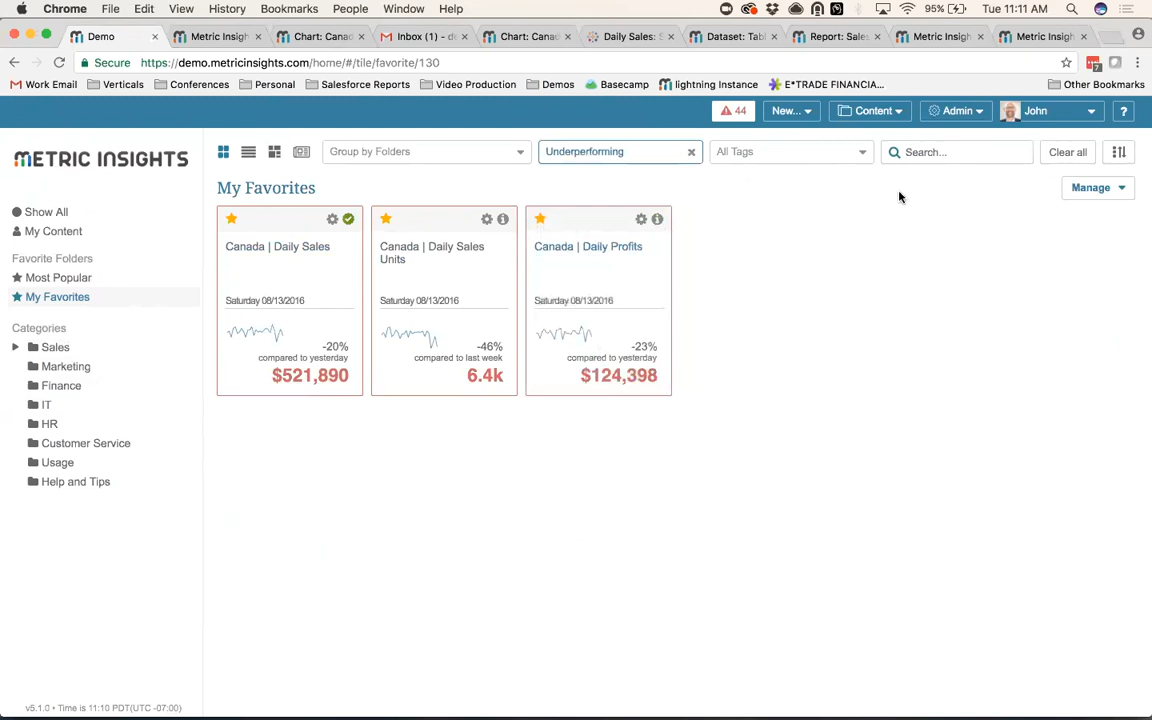 Chrome File Edit View History Bookmarks People Window Help 95% Tue 11:11 AM
Demo Metric Insigh Chart: Canad Inbox (1) - de Chart: Canad Daily Sales: S Dataset: Tabl Report: Sales Metric Insigh Metric Insigh
Secure https://demo.metricinsights.com/home/#/tile/favorite/130 7
Work Email Verticals Conferences Personal Salesforce Reports Video Production Demos Basecamp lightning Instance E*TRADE FINANCIA... Other Bookmarks
44 New... Content Admin John ?
METRIC INSIGHTS
Group by Folders Underperforming All Tags Search... Clear all
My Favorites
Manage
Show All
My Content
Favorite Folders
Most Popular
My Favorites
Categories
Sales
Marketing
Finance
IT
HR
Customer Service
Usage
Help and Tips
Canada | Daily Sales
Saturday 08/13/2016
-20%
compared to yesterday
$521,890
Canada | Daily Sales
Units
Saturday 08/13/2016
-46%
compared to last week
6.4k
Canada | Daily Profits
Saturday 08/13/2016
-23%
compared to yesterday
$124,398
v5.1.0 • Time is 11:10 PDT(UTC -07:00)